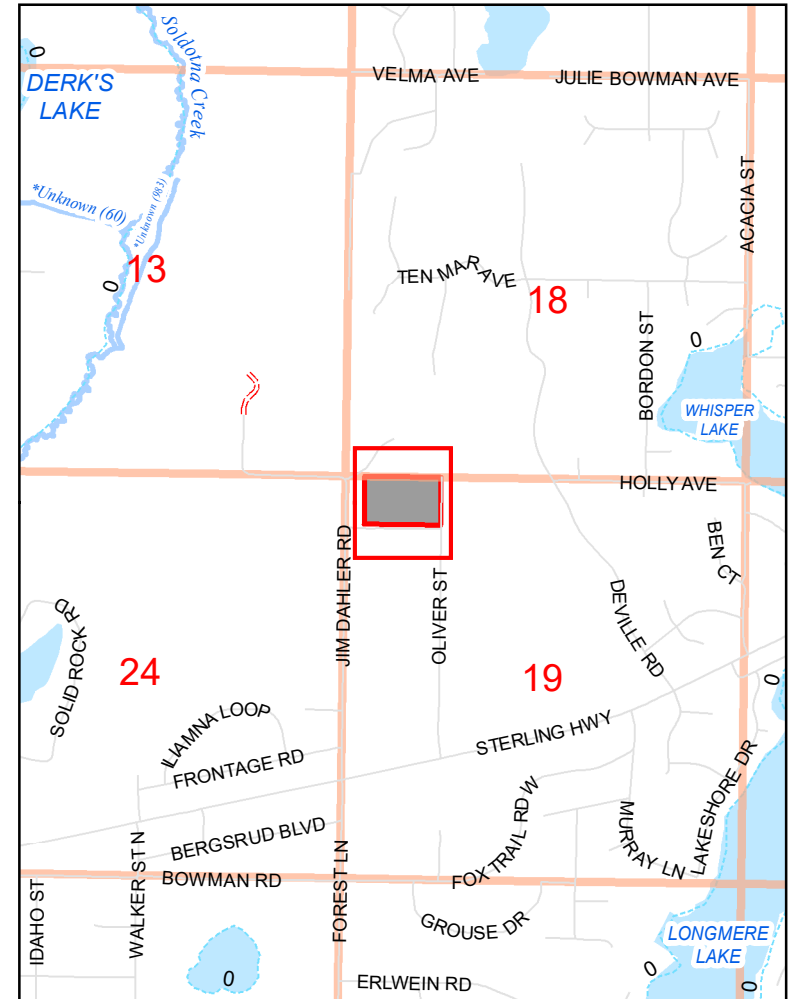 0
DERK'S
LAKE
Soldotna Creek
VELMA AVE
JULIE BOWMAN AVE
*Unknown (60)
*Unknown (983)
ACACIA ST
0
13
TEN MAR AVE
18
BORDON ST
0
WHISPER
LAKE
HOLLY AVE
JIM DAHLER RD
OLIVER ST
BEN CT
DEVILLE RD
SOLID ROCK RD
24
19
0
ILIAMNA LOOP
STERLING HWY
FRONTAGE RD
LAKESHORE DR
FOX TRAIL RD W
MURRAY LN
BERGSRUD BLVD
WALKER ST N
FOREST LN
BOWMAN RD
IDAHO ST
GROUSE DR
LONGMERE
LAKE
0
0
ERLWEIN RD
0